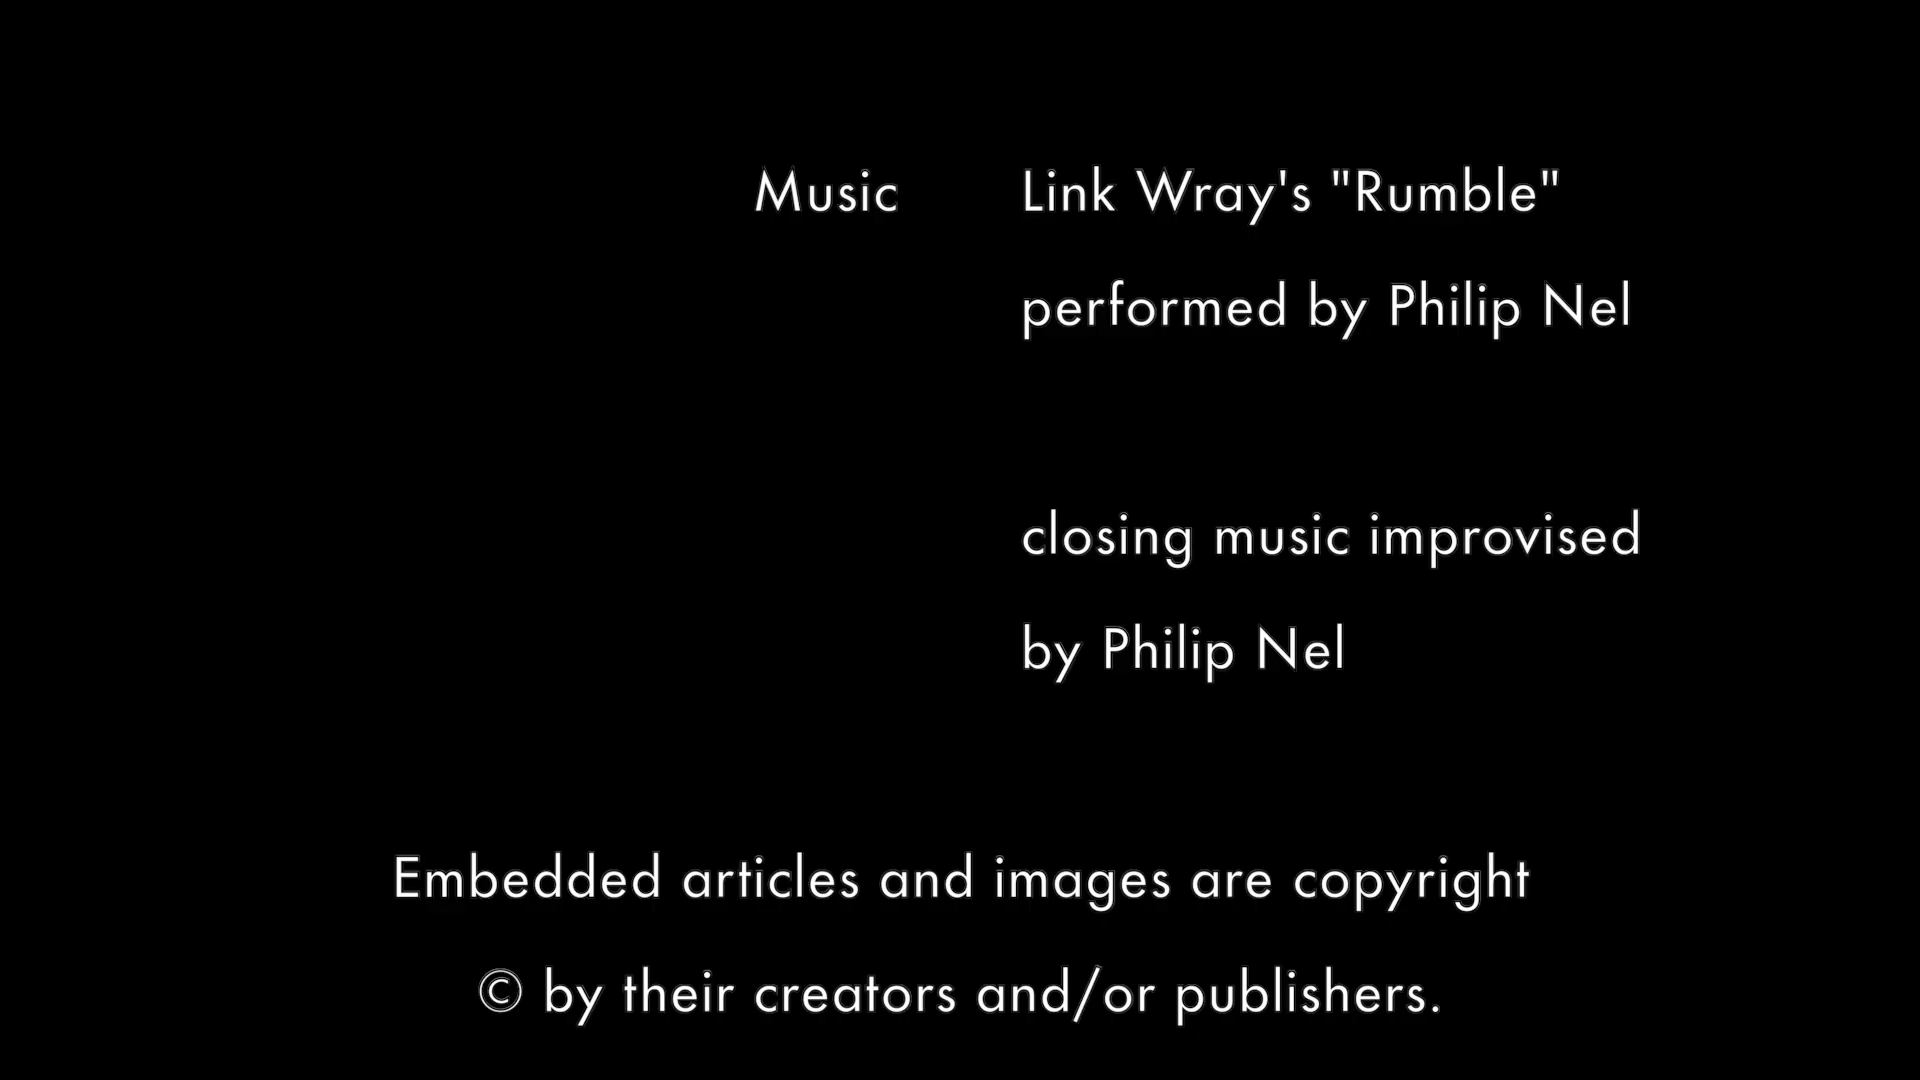 Music Link Wray's "Rumble"
performed by Philip Nel
closing music improvised
by Philip Nel
Embedded articles and images are copyright
© by their creators and/or publishers.